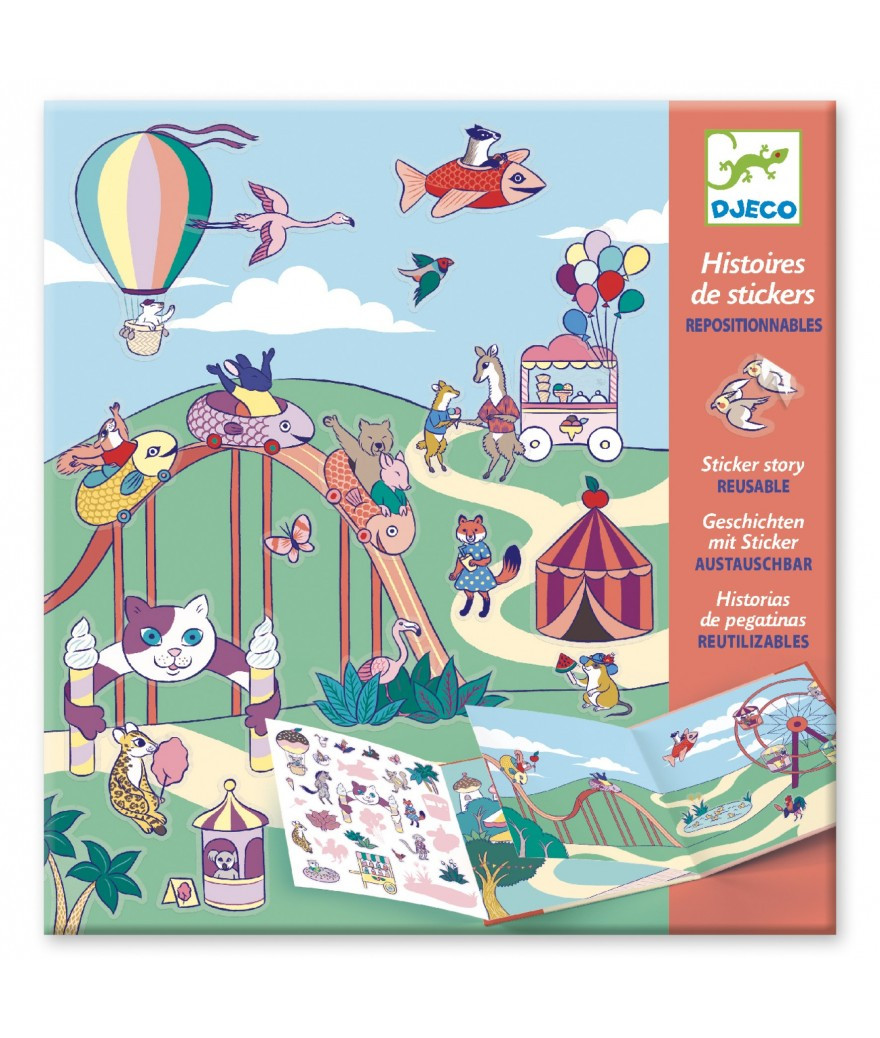 DJECO
Histoires
de stickers
REPOSITIONNABLES
Sticker story
REUSABLE
Geschichten
mit Sticker
AUSTAUSCHBAR
Historias
de pegatinas
REUTILIZABLES